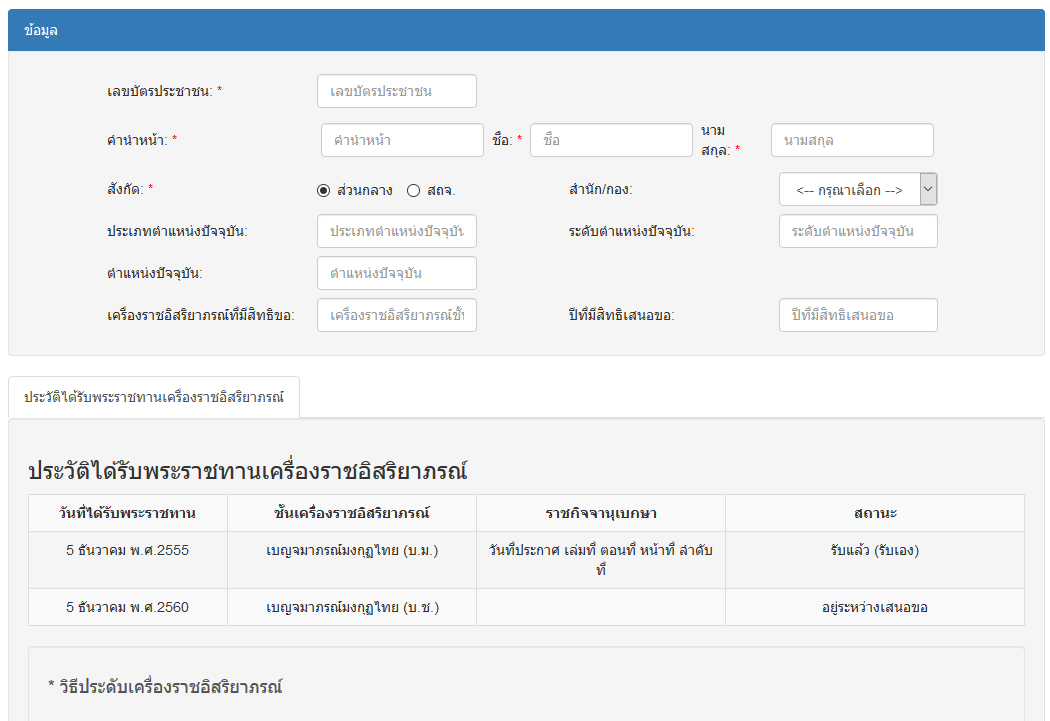 ข้อมูล
เลขบัตรประชาชน: * เลขบัตรประชาชน
คำนำหน้า: * คำนำหน้า ชื่อ: * ชื่อ นามสกุล: * นามสกุล
สังกัด: * ส่วนกลาง สถจ. สำนัก/กอง: <-- กรุณาเลือก -->
ประเภทตำแหน่งปัจจุบัน: ประเภทตำแหน่งปัจจุบัน ระดับตำแหน่งปัจจุบัน: ระดับตำแหน่งปัจจุบัน
ตำแหน่งปัจจุบัน: ตำแหน่งปัจจุบัน
เครื่องราชอิสริยาภรณ์ที่มีสิทธิขอ: เครื่องราชอิสริยาภรณ์ชั้ ปีที่มีสิทธิเสนอขอ: ปีที่มีสิทธิเสนอขอ
ประวัติได้รับพระราชทานเครื่องราชอิสริยาภรณ์
ประวัติได้รับพระราชทานเครื่องราชอิสริยาภรณ์
วันที่ได้รับพระราชทาน ชั้นเครื่องราชอิสริยาภรณ์ ราชกิจจานุเบกษา สถานะ
5 ธันวาคม พ.ศ.2555 เบญจมาภรณ์มงกุฏไทย (บ.ม.) วันที่ประกาศ เล่มที่ ตอนที่ หน้าที่ ลำดับที่ รับแล้ว (รับเอง)
5 ธันวาคม พ.ศ.2560 เบญจมาภรณ์มงกุฏไทย (บ.ช.) อยู่ระหว่างเสนอขอ
* วิธีประดับเครื่องราชอิสริยาภรณ์